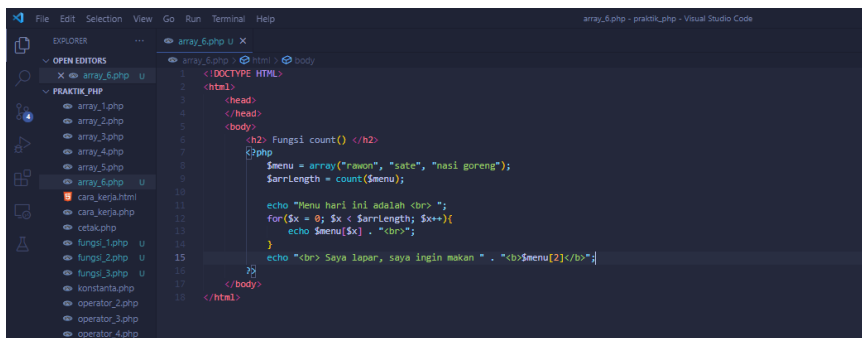 File Edit Selection View Go Run Terminal Help
array_6.php - praktik_php - Visual Studio Code
EXPLORER ...
OPEN EDITORS
array_6.php U
PRAKTIK_PHP
array_1.php
array_2.php
array_3.php
array_4.php
array_5.php
array_6.php U
cara_kerja.html
cara_kerja.php
cetak.php
fungsi_1.php U
fungsi_2.php U
fungsi_3.php U
konstanta.php
operator_2.php
operator_3.php
operator_4.php
4
array_6.php U X
array_6.php > html > body
1 <!DOCTYPE HTML>
2 <html>
3 <head>
4 </head>
5 <body>
6 <h2> Fungsi count() </h2>
7 <?php
8 $menu = array("rawon", "sate", "nasi goreng");
9 $arrLength = count($menu);
10
11 echo "Menu hari ini adalah <br> ";
12 for($x = 0; $x < $arrLength; $x++){
13 echo $menu[$x] . "<br>";
14 }
15 echo "<br> Saya lapar, saya ingin makan " . "<b>$menu[2]</b>";
16 ?>
17 </body>
18 </html>